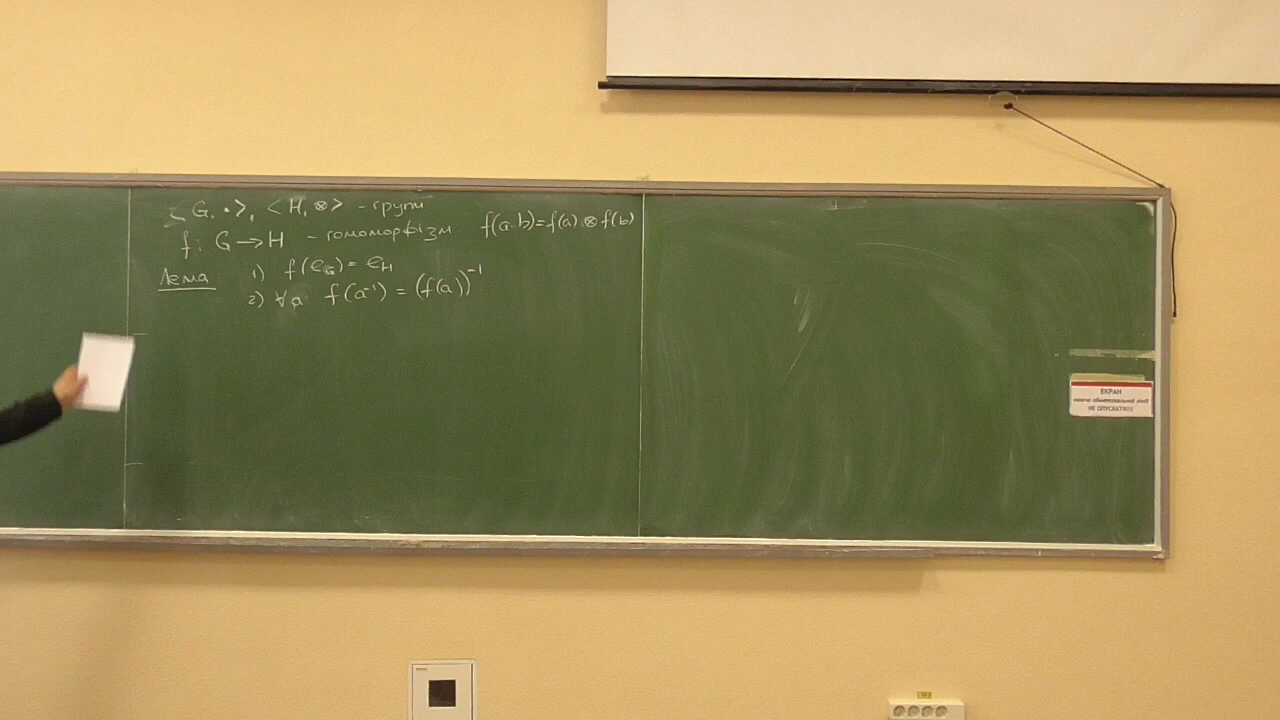 < G, • >, < H, ⊗ > - групи
f: G → H - гомоморфізм f(a·b)=f(a)⊗f(b)
Лема 1) f(e_G) = e_H
2) ∀a: f(a⁻¹) = (f(a))⁻¹
ЕКРАН
НЕ ОПУСКАТИ!!!